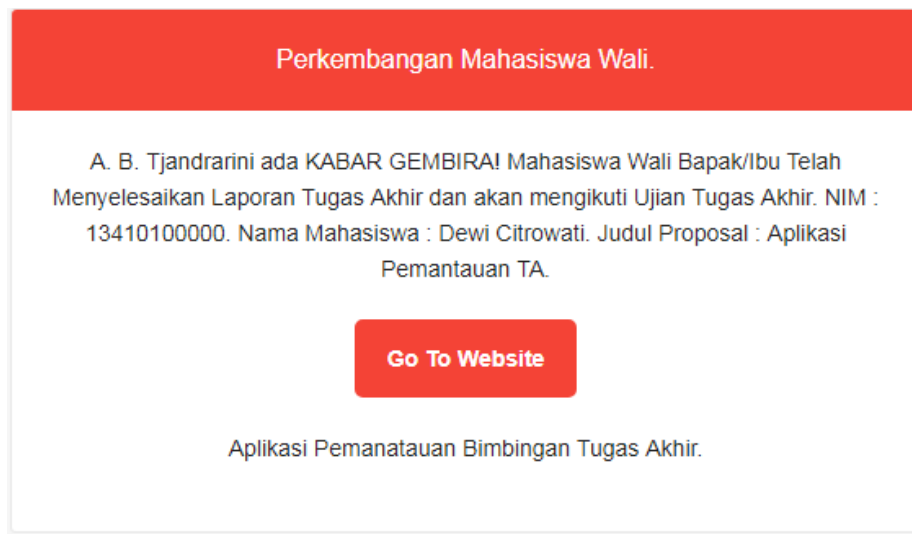 Perkembangan Mahasiswa Wali.
A. B. Tjandrarini ada KABAR GEMBIRA! Mahasiswa Wali Bapak/Ibu Telah
Menyelesaikan Laporan Tugas Akhir dan akan mengikuti Ujian Tugas Akhir. NIM :
13410100000. Nama Mahasiswa : Dewi Citrowati. Judul Proposal : Aplikasi
Pemantauan TA.
Go To Website
Aplikasi Pemanatauan Bimbingan Tugas Akhir.